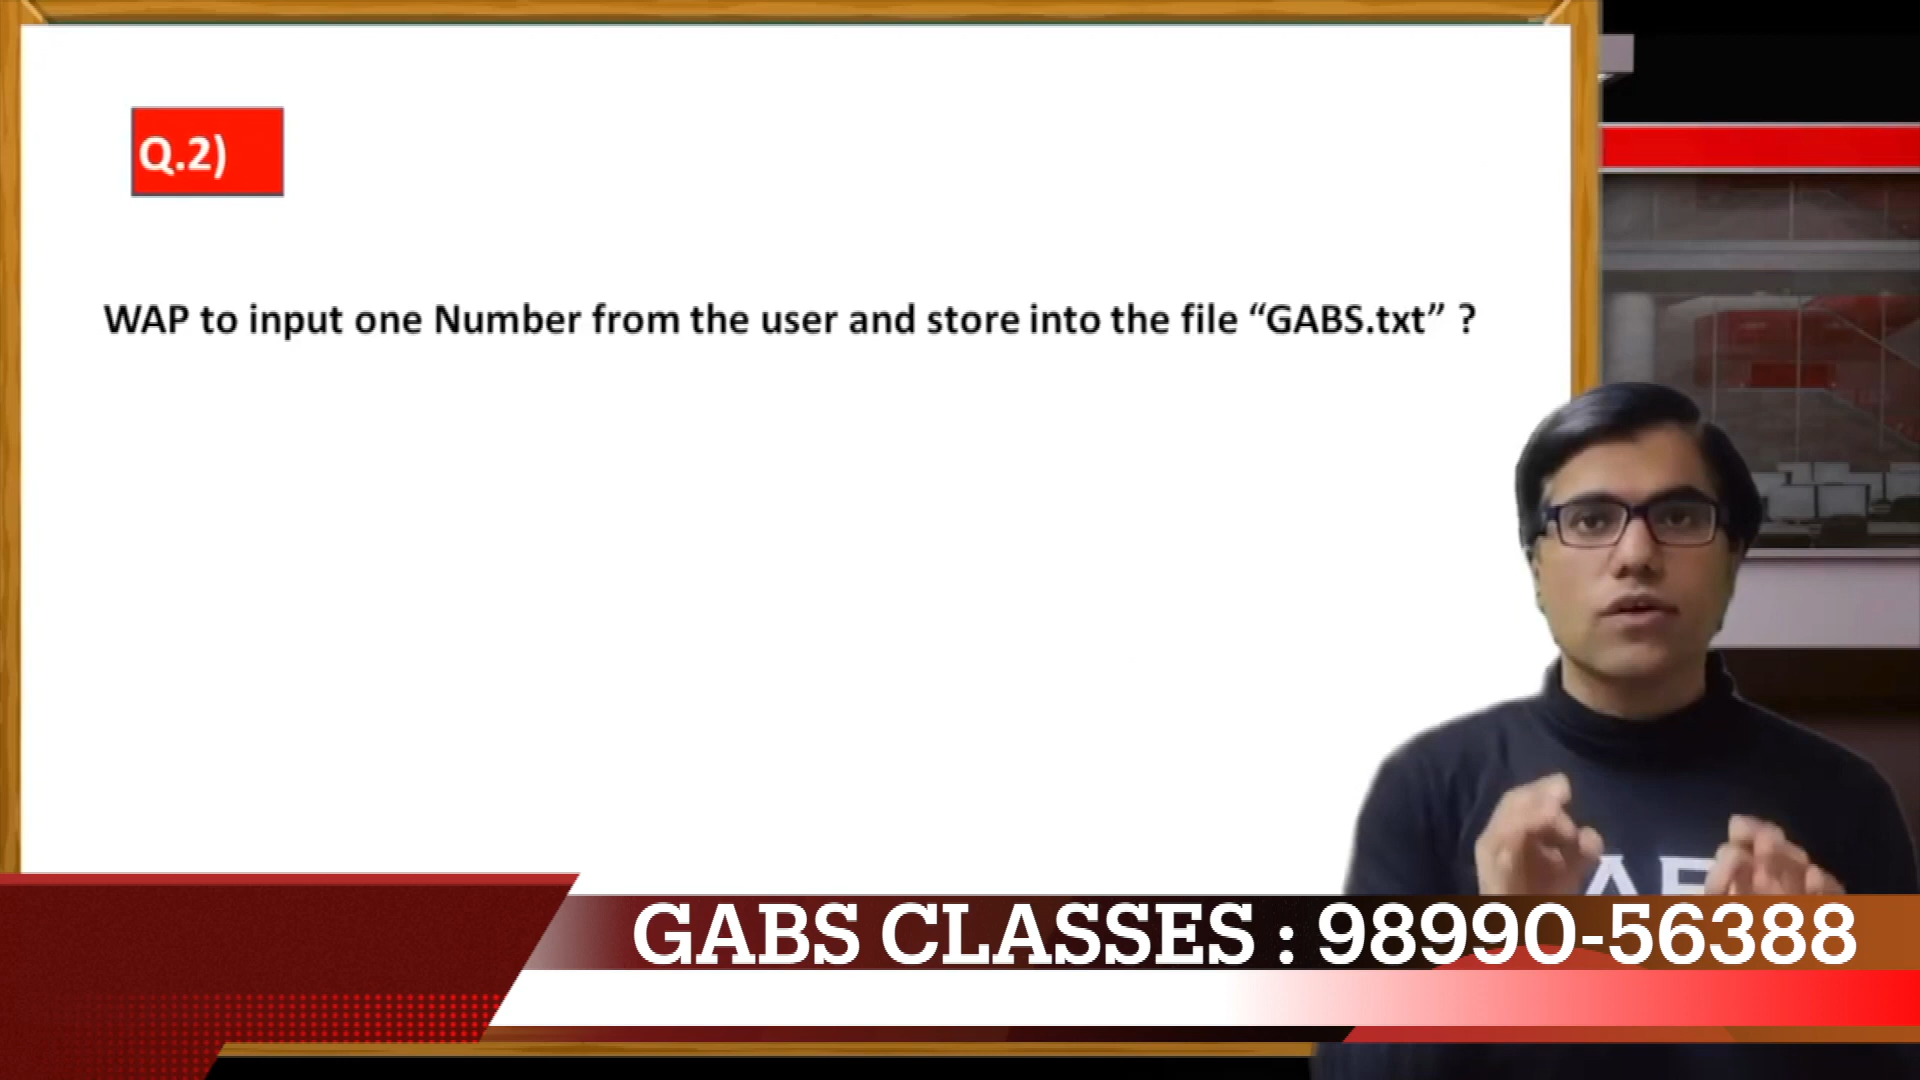 Q.2)
WAP to input one Number from the user and store into the file “GABS.txt” ?
GABS CLASSES : 98990-56388